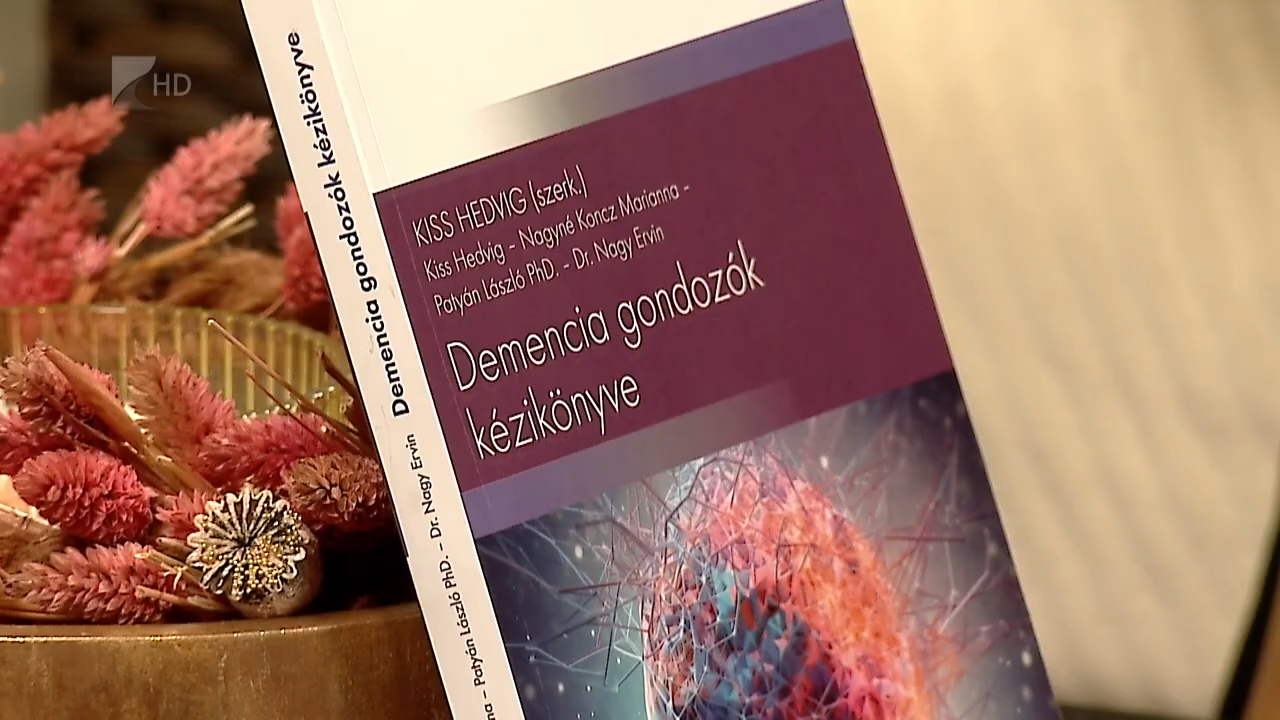 HD
Demencia gondozók kézikönyve
na – Patyán László PhD. – Dr. Nagy Ervin
KISS HEDVIG (szerk.)
Kiss Hedvig – Nagyné Koncz Marianna –
Patyán László PhD. – Dr. Nagy Ervin
Demencia gondozók
kézikönyve